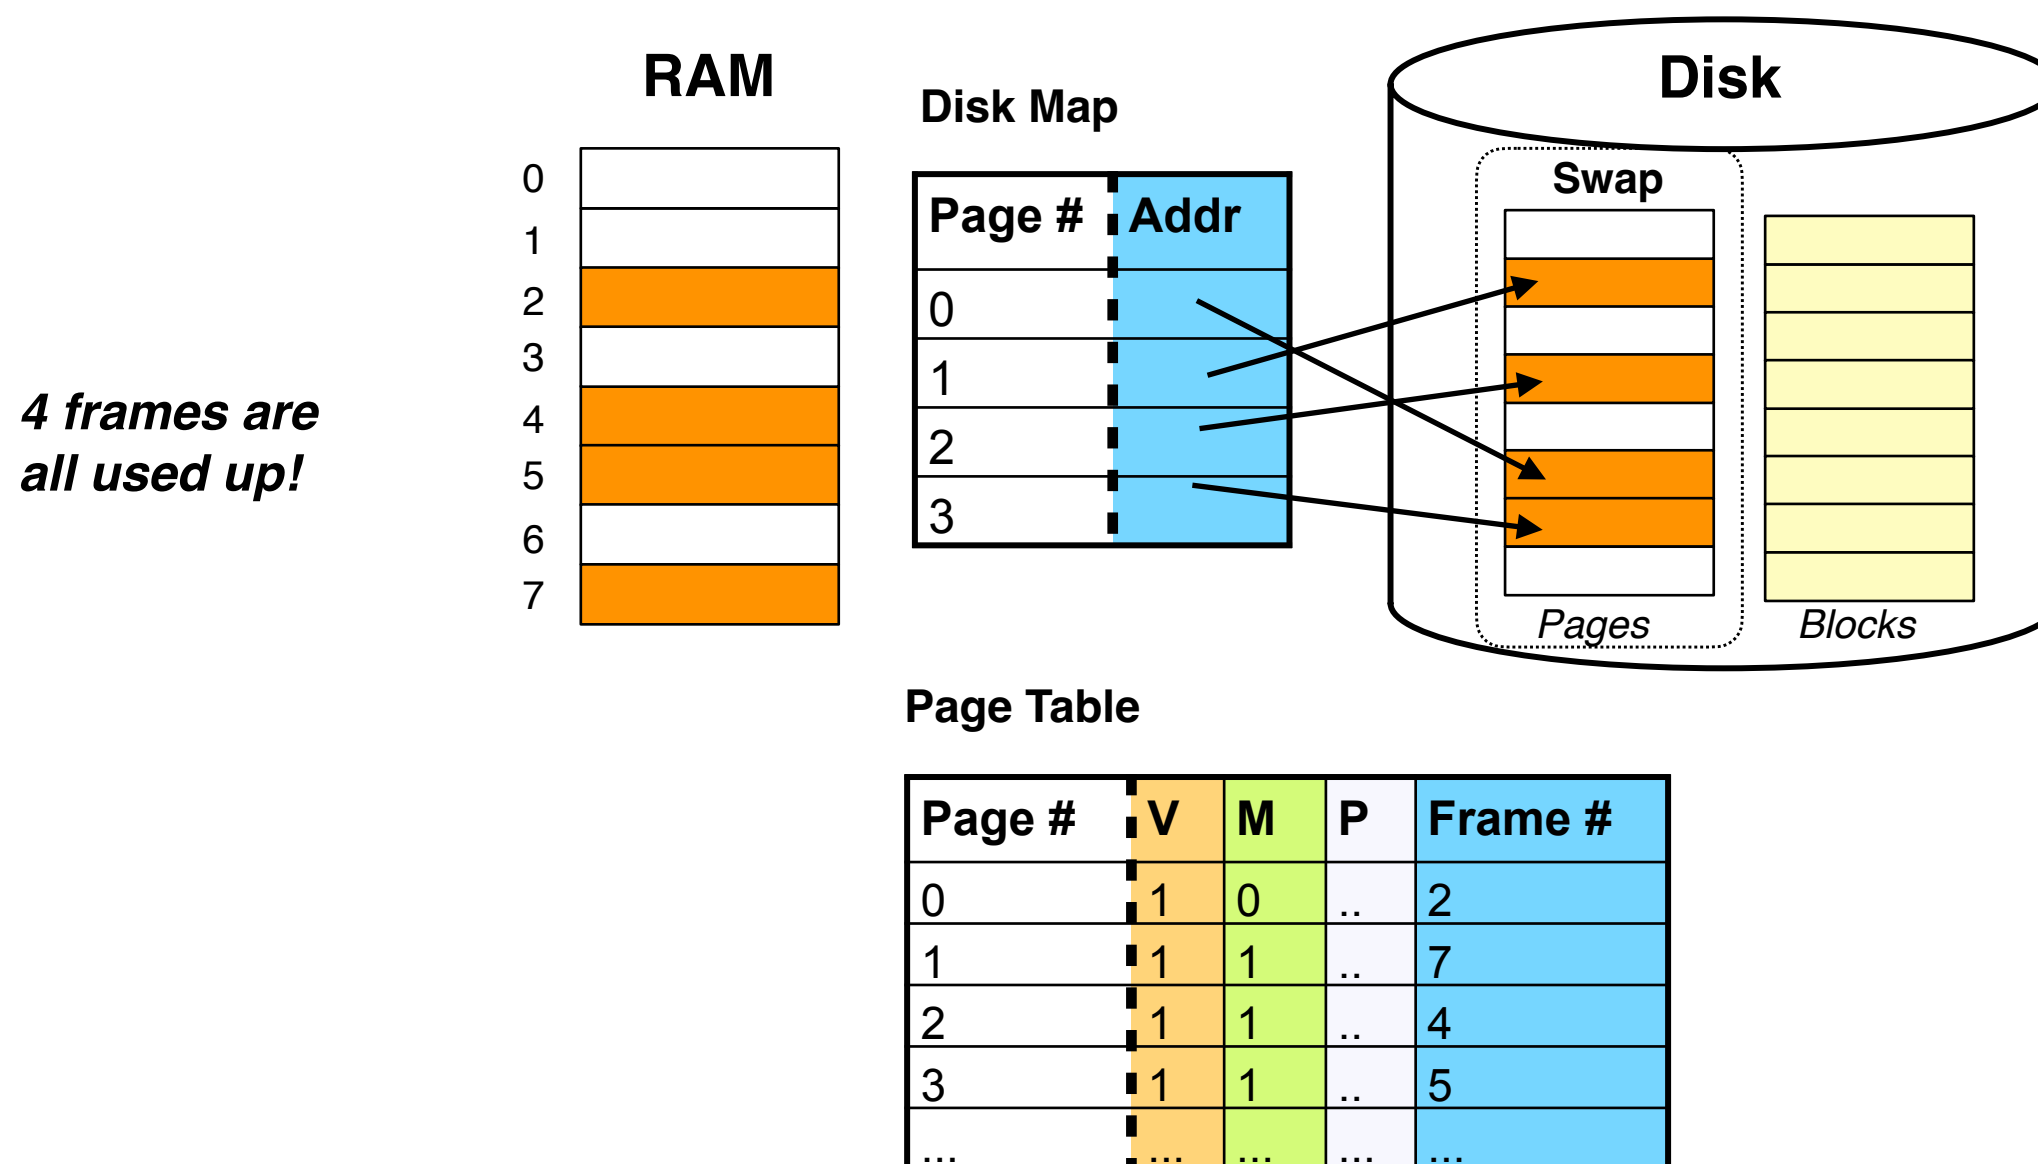 RAM
Disk
Disk Map
Swap
0
1
2
3
4
5
6
7
Page # Addr
0
1
2
3
4 frames are
all used up!
Pages
Blocks
Page Table
Page # V M P Frame #
0 1 0 .. 2
1 1 1 .. 7
2 1 1 .. 4
3 1 1 .. 5
... ... ... ... ...